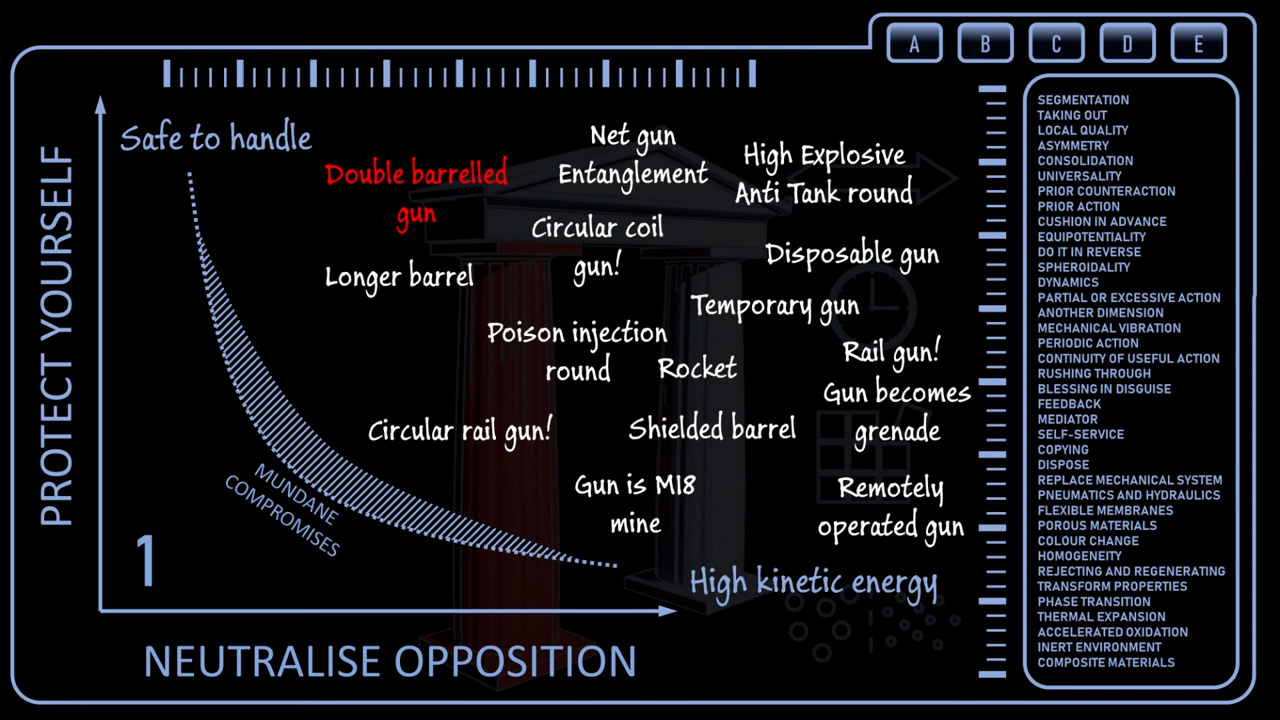 A
B
C
D
E
PROTECT YOURSELF
Safe to handle
Double barrelled
gun
Net gun
Entanglement
High Explosive
Anti Tank round
Circular coil
gun!
Disposable gun
Longer barrel
Temporary gun
Poison injection
round
Rocket
Rail gun!
Gun becomes
grenade
Circular rail gun!
Shielded barrel
Gun is M18
mine
Remotely
operated gun
MUNDANE
COMPROMISES
1
High kinetic energy
NEUTRALISE OPPOSITION
SEGMENTATION
TAKING OUT
LOCAL QUALITY
ASYMMETRY
CONSOLIDATION
UNIVERSALITY
PRIOR COUNTERACTION
PRIOR ACTION
CUSHION IN ADVANCE
EQUIPOTENTIALITY
DO IT IN REVERSE
SPHEROIDALITY
DYNAMICS
PARTIAL OR EXCESSIVE ACTION
ANOTHER DIMENSION
MECHANICAL VIBRATION
PERIODIC ACTION
CONTINUITY OF USEFUL ACTION
RUSHING THROUGH
BLESSING IN DISGUISE
FEEDBACK
MEDIATOR
SELF-SERVICE
COPYING
DISPOSE
REPLACE MECHANICAL SYSTEM
PNEUMATICS AND HYDRAULICS
FLEXIBLE MEMBRANES
POROUS MATERIALS
COLOUR CHANGE
HOMOGENEITY
REJECTING AND REGENERATING
TRANSFORM PROPERTIES
PHASE TRANSITION
THERMAL EXPANSION
ACCELERATED OXIDATION
INERT ENVIRONMENT
COMPOSITE MATERIALS